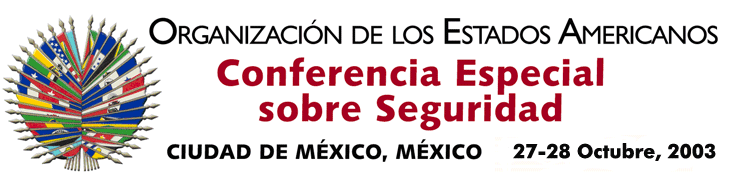 ORGANIZACIÓN DE LOS ESTADOS AMERICANOS
Conferencia Especial
sobre Seguridad
CIUDAD DE MÉXICO, MÉXICO 27-28 Octubre, 2003